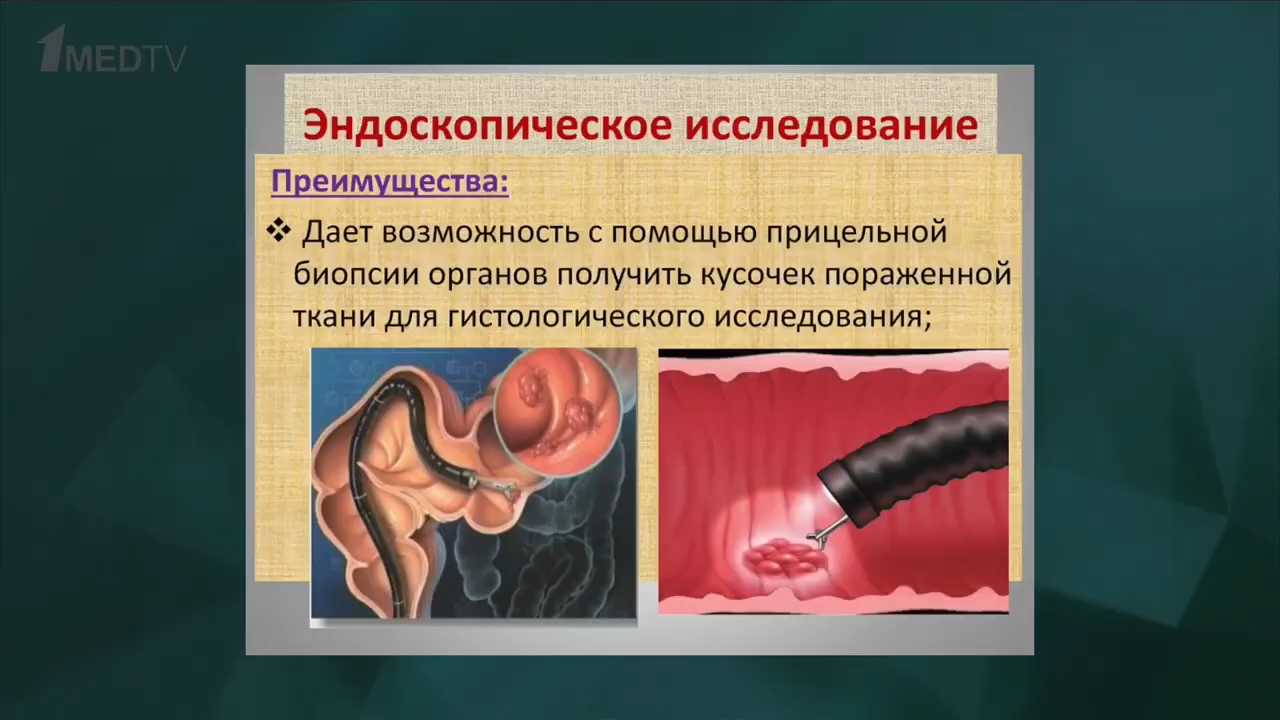 1MEDTV
Эндоскопическое исследование
Преимущества:
❖ Дает возможность с помощью прицельной
биопсии органов получить кусочек пораженной
ткани для гистологического исследования;